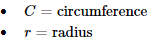 • C = circumference
• r = radius